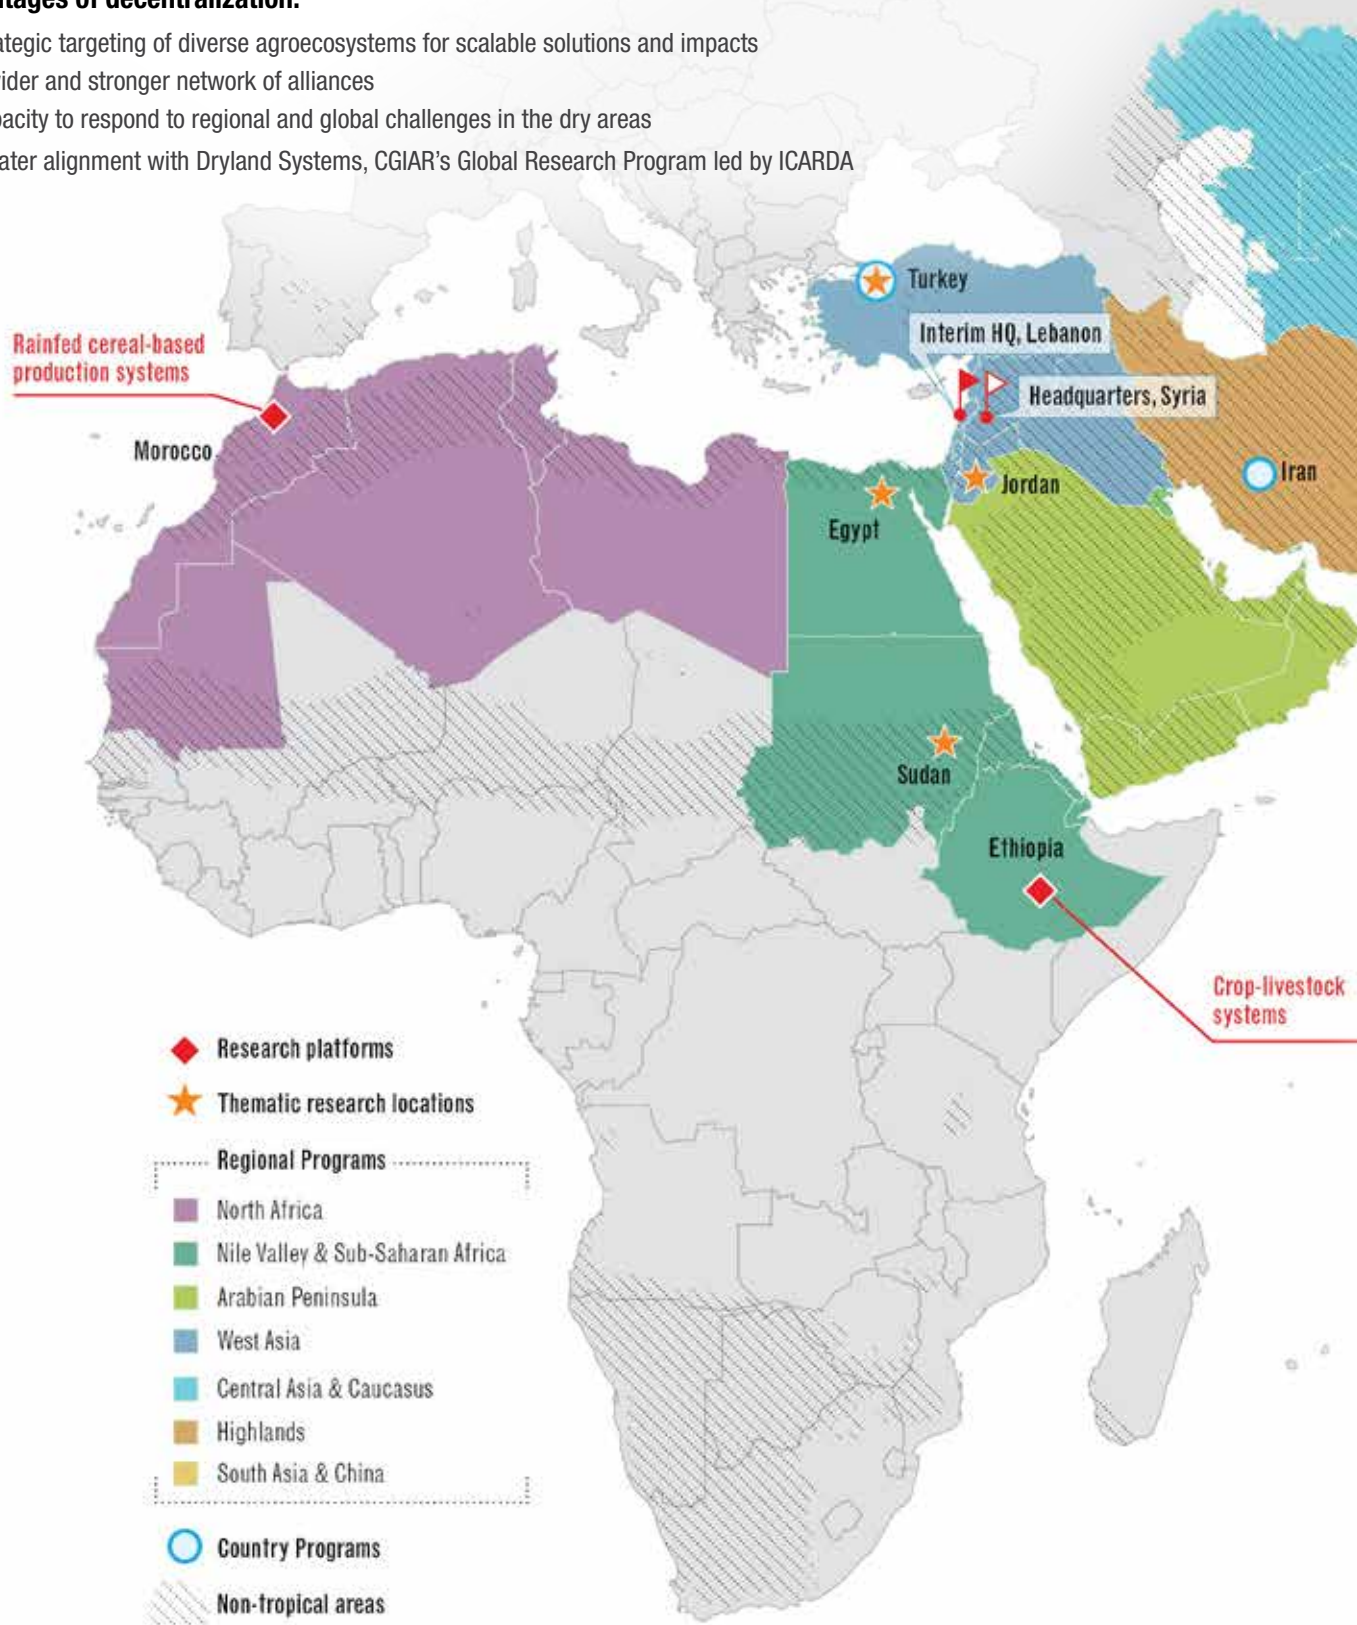 ntages of decentralization:
ategic targeting of diverse agroecosystems for scalable solutions and impacts
ider and stronger network of alliances
pacity to respond to regional and global challenges in the dry areas
ater alignment with Dryland Systems, CGIAR's Global Research Program led by ICARDA
Turkey
Interim HQ, Lebanon
Rainfed cereal-based
production systems
Headquarters, Syria
Morocco
Iran
Jordan
Egypt
Sudan
Ethiopia
Crop-livestock
systems
Research platforms
Thematic research locations
Regional Programs
North Africa
Nile Valley & Sub-Saharan Africa
Arabian Peninsula
West Asia
Central Asia & Caucasus
Highlands
South Asia & China
Country Programs
Non-tropical areas